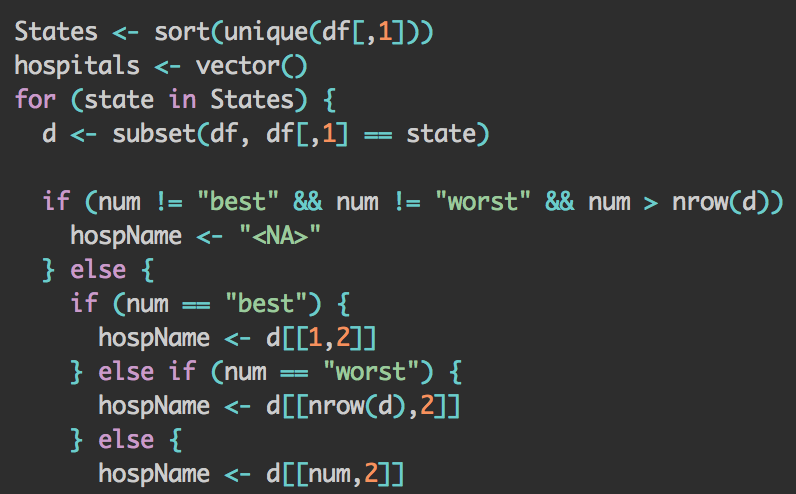 States <- sort(unique(df[,1]))
hospitals <- vector()
for (state in States) {
  d <- subset(df, df[,1] == state)

  if (num != "best" && num != "worst" && num > nrow(d))
    hospName <- "<NA>"
  } else {
    if (num == "best") {
      hospName <- d[[1,2]]
    } else if (num == "worst") {
      hospName <- d[[nrow(d),2]]
    } else {
      hospName <- d[[num,2]]